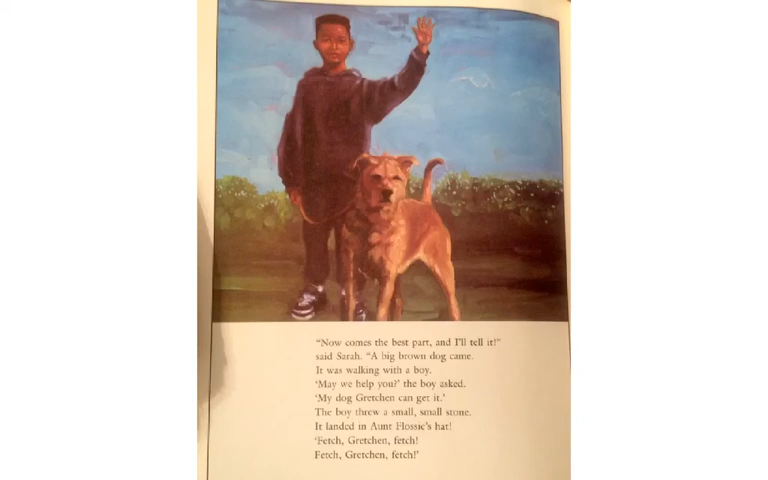 “Now comes the best part, and I’ll tell it!”
said Sarah. “A big brown dog came.
It was walking with a boy.
‘May we help you?’ the boy asked.
‘My dog Gretchen can get it.’
The boy threw a small, small stone.
It landed in Aunt Flossie’s hat!
‘Fetch, Gretchen, fetch!
Fetch, Gretchen, fetch!’